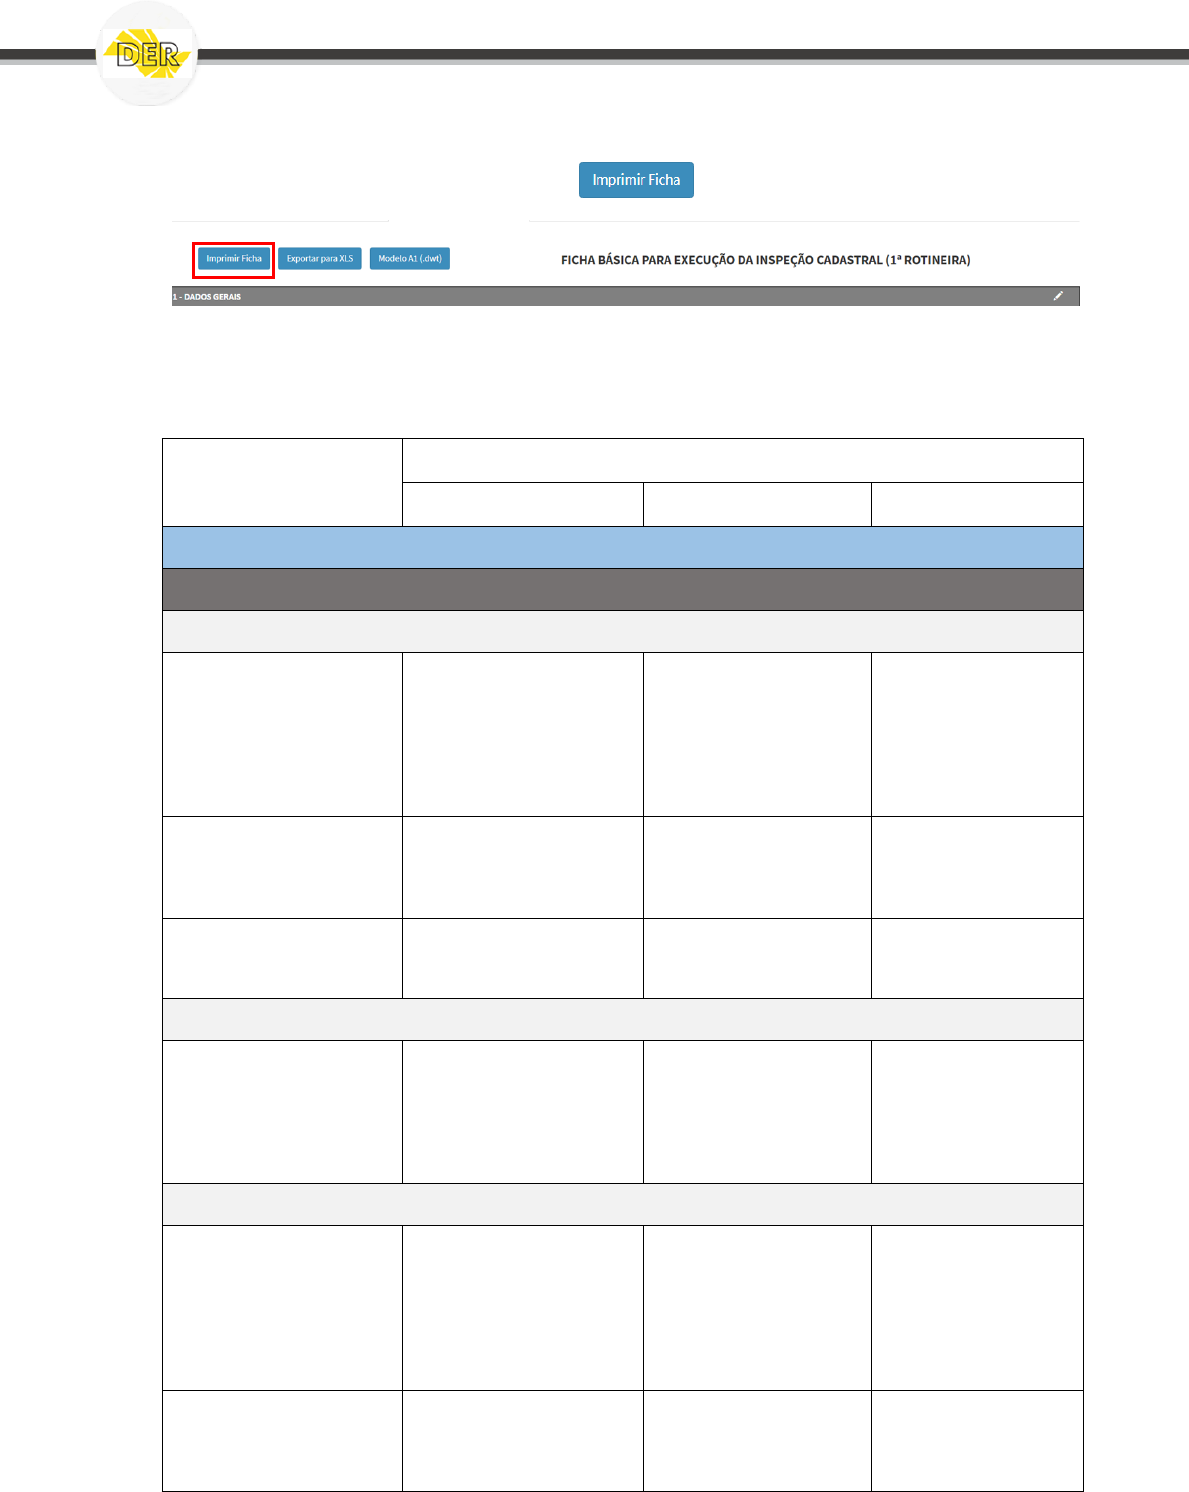 DER
Imprimir Ficha
Imprimir Ficha Exportar para XLS Modelo A1 (.dwt) FICHA BÁSICA PARA EXECUÇÃO DA INSPEÇÃO CADASTRAL (1ª ROTINEIRA)
1 - DADOS GERAIS